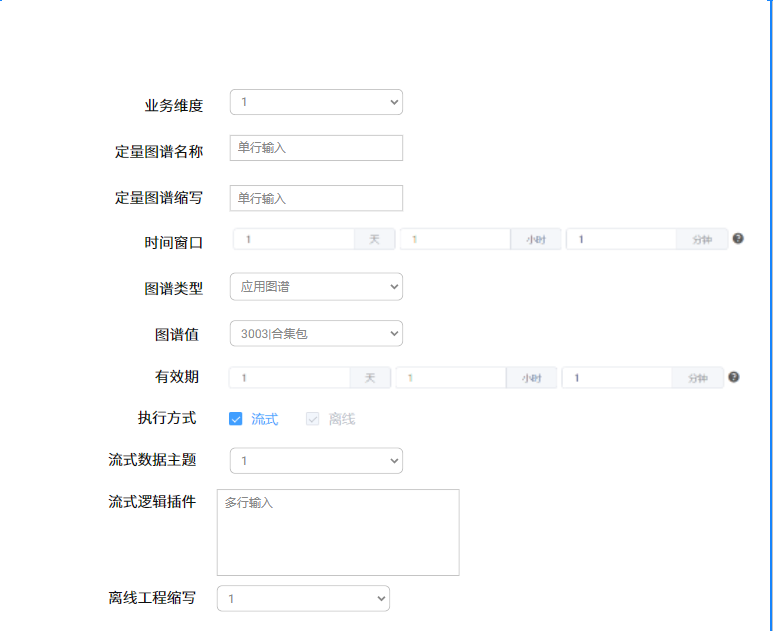 业务维度 1
定量图谱名称 单行输入
定量图谱缩写 单行输入
时间窗口 1 天 1 小时 1 分钟 ?
图谱类型 应用图谱
图谱值 3003|合集包
有效期 1 天 1 小时 1 分钟 ?
执行方式 流式 离线
流式数据主题 1
流式逻辑插件 多行输入
离线工程缩写 1